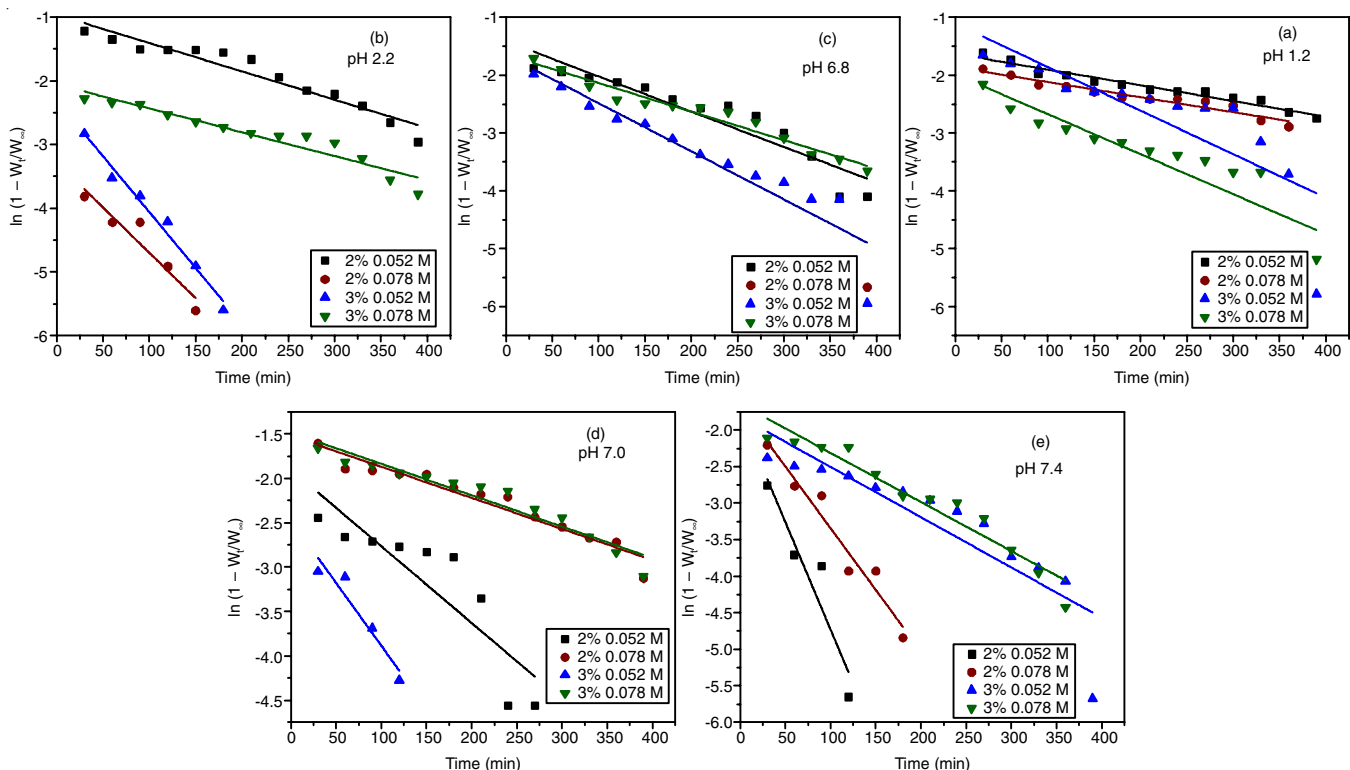 (b)
pH 2.2
ln (1 – Wt/W∞)
-1
-2
-3
-4
-5
-6
2% 0.052 M
2% 0.078 M
3% 0.052 M
3% 0.078 M
0 50 100 150 200 250 300 350 400
Time (min)
(c)
pH 6.8
ln (1 – Wt/W∞)
-1
-2
-3
-4
-5
-6
2% 0.052 M
2% 0.078 M
3% 0.052 M
3% 0.078 M
0 50 100 150 200 250 300 350 400
Time (min)
(a)
pH 1.2
ln (1 – Wt/W∞)
-1
-2
-3
-4
-5
-6
2% 0.052 M
2% 0.078 M
3% 0.052 M
3% 0.078 M
0 50 100 150 200 250 300 350 400
Time (min)
(d)
pH 7.0
ln (1 – Wt/W∞)
-1.5
-2.0
-2.5
-3.0
-3.5
-4.0
-4.5
2% 0.052 M
2% 0.078 M
3% 0.052 M
3% 0.078 M
0 50 100 150 200 250 300 350 400
Time (min)
(e)
pH 7.4
ln (1 – Wt/W∞)
-2.0
-2.5
-3.0
-3.5
-4.0
-4.5
-5.0
-5.5
-6.0
2% 0.052 M
2% 0.078 M
3% 0.052 M
3% 0.078 M
0 50 100 150 200 250 300 350 400
Time (min)